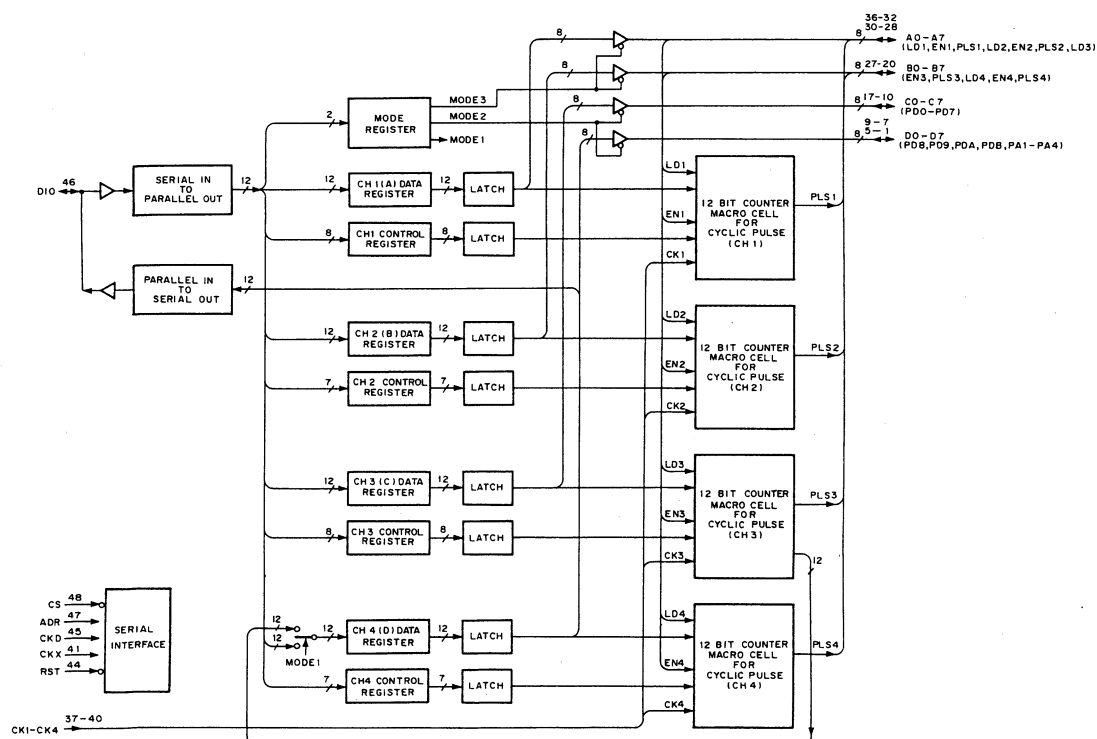 36-32
30-28
8 A0-A7
(LD1,EN1,PLS1,LD2,EN2,PLS2,LD3)
8
8 27-20 B0-B7
(EN3,PLS3,LD4,EN4,PLS4)
8
MODE3
MODE2
MODE1
2
MODE
REGISTER
8
8 17-10 C0-C7
(PD0-PD7)
8
9-7
5-1
8 D0-D7
(PD8,PD9,PDA,PDB,PA1-PA4)
DIO 46
SERIAL IN
TO
PARALLEL OUT
12
12
CH 1(A) DATA
REGISTER
12
LATCH
8
CH1 CONTROL
REGISTER
8
LATCH
LD1
EN1
CK1
12 BIT COUNTER
MACRO CELL
FOR
CYCLIC PULSE
(CH 1)
PLS1
PARALLEL IN
TO
SERIAL OUT
12
12
CH 2 (B) DATA
REGISTER
12
LATCH
7
CH 2 CONTROL
REGISTER
7
LATCH
LD2
EN2
CK2
12 BIT COUNTER
MACRO CELL
FOR
CYCLIC PULSE
(CH2)
PLS2
12
CH 3 (C) DATA
REGISTER
12
LATCH
8
CH 3 CONTROL
REGISTER
8
LATCH
LD3
EN3
CK3
12 BIT COUNTER
MACRO CELL
FOR
CYCLIC PULSE
(CH3)
PLS3
12
CS 48
ADR 47
CKD 45
CKX 41
RST 44
SERIAL
INTERFACE
12
12
MODE1
12
CH 4 (D) DATA
REGISTER
12
LATCH
7
CH4 CONTROL
REGISTER
7
LATCH
LD4
EN4
CK4
12 BIT COUNTER
MACRO CELL
FOR
CYCLIC PULSE
(CH 4)
PLS4
CK1-CK4 37-40